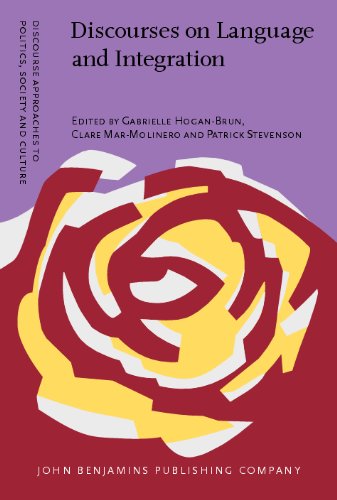 Discourses on Language
and Integration
Edited by Gabrielle Hogan-Brun,
Clare Mar-Molinero and Patrick Stevenson
DISCOURSE APPROACHES TO
POLITICS, SOCIETY AND CULTURE
JOHN BENJAMINS PUBLISHING COMPANY